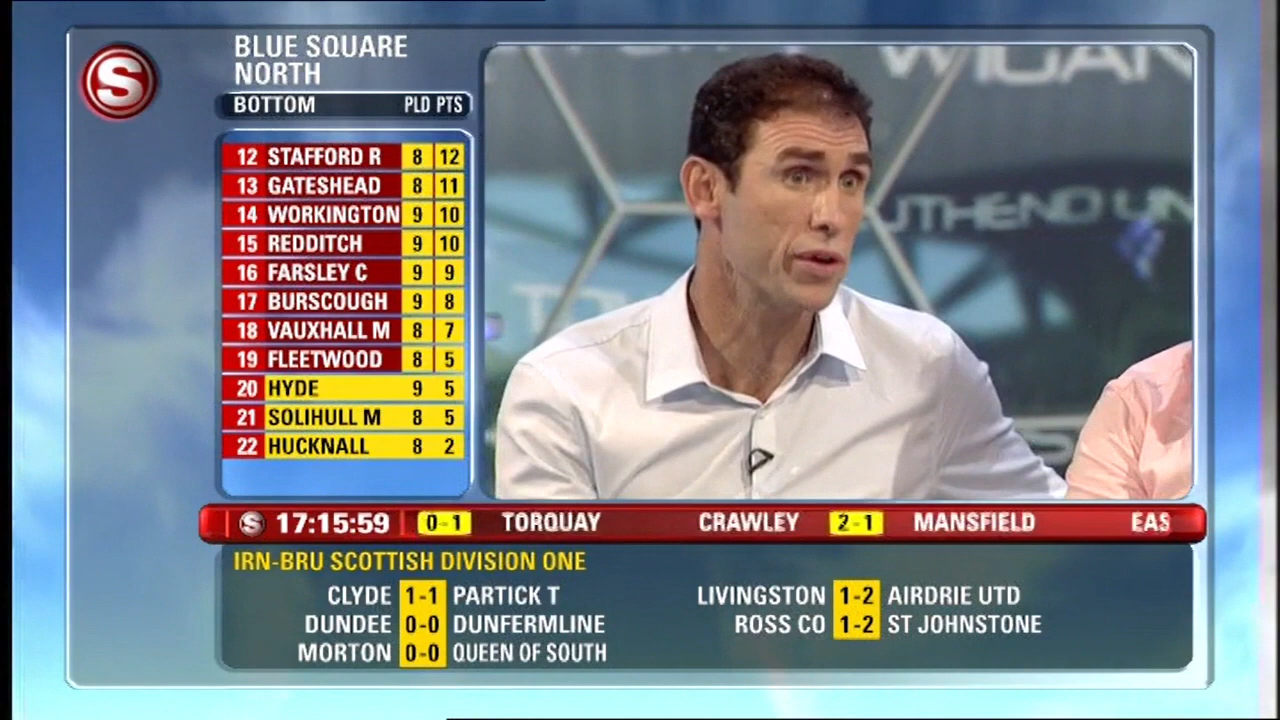 S
BLUE SQUARE
NORTH
BOTTOM PLD PTS
12 STAFFORD R 8 12
13 GATESHEAD 8 11
14 WORKINGTON 9 10
15 REDDITCH 9 10
16 FARSLEY C 9 9
17 BURSCOUGH 9 8
18 VAUXHALL M 8 7
19 FLEETWOOD 8 5
20 HYDE 9 5
21 SOLIHULL M 8 5
22 HUCKNALL 8 2
WIGAN
UTHEND UN
S 17:15:59 0-1 TORQUAY CRAWLEY 2-1 MANSFIELD EAS
IRN-BRU SCOTTISH DIVISION ONE
CLYDE 1-1 PARTICK T LIVINGSTON 1-2 AIRDRIE UTD
DUNDEE 0-0 DUNFERMLINE ROSS CO 1-2 ST JOHNSTONE
MORTON 0-0 QUEEN OF SOUTH